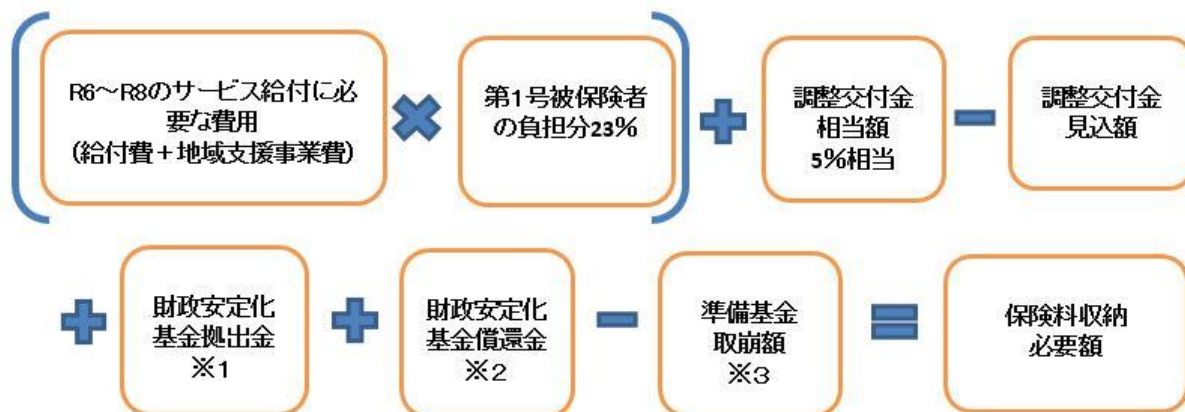 R6～R8のサービス給付に必
要な費用
(給付費＋地域支援事業費)
×
第1号被保険者
の負担分23%
＋
調整交付金
相当額
5%相当
－
調整交付金
見込額
＋
財政安定化
基金拠出金
※1
＋
財政安定化
基金償還金
※2
－
準備基金
取崩額
※3
＝
保険料収納
必要額